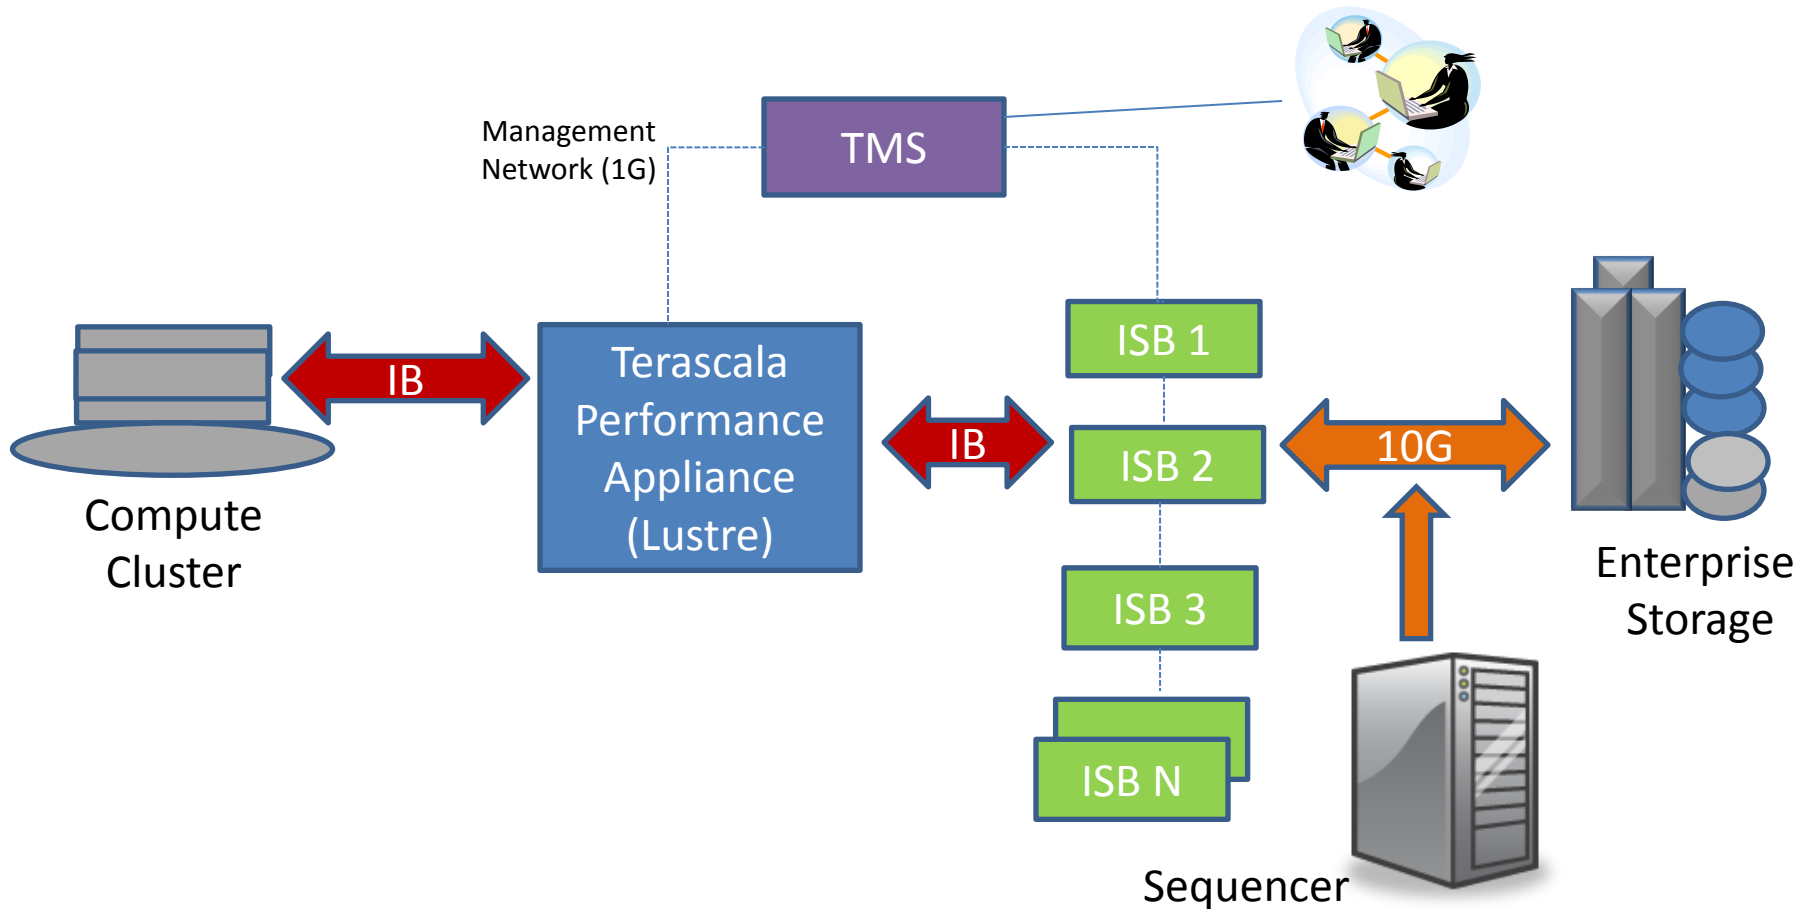 Management
Network (1G)
TMS
ISB 1
IB
Terascala
Performance
Appliance
(Lustre)
IB
ISB 2
10G
Compute
Cluster
Enterprise
Storage
ISB 3
ISB N
Sequencer